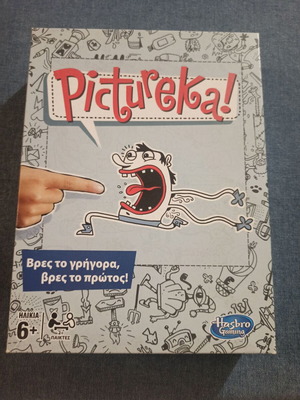 Pictureka!
Βρες το γρήγορα,
βρες το πρώτος!
ΗΛΙΚΙΑ
6+
ΠΑΙΚΤΕΣ
Hasbro
Gaming